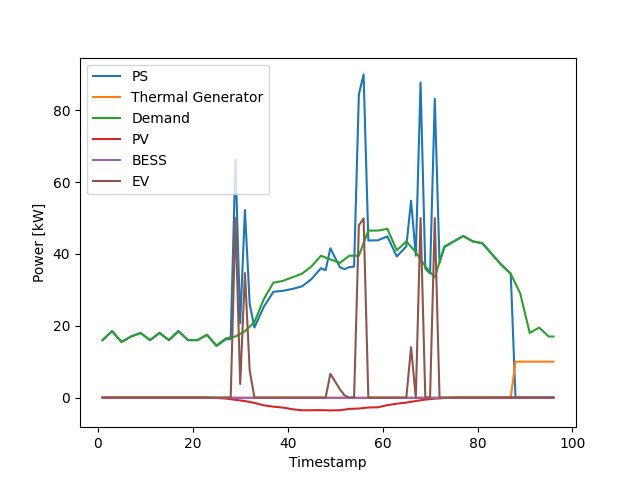 PS
Thermal Generator
Demand
PV
BESS
EV
Power [kW]
80
60
40
20
0
0 20 40 60 80 100
Timestamp